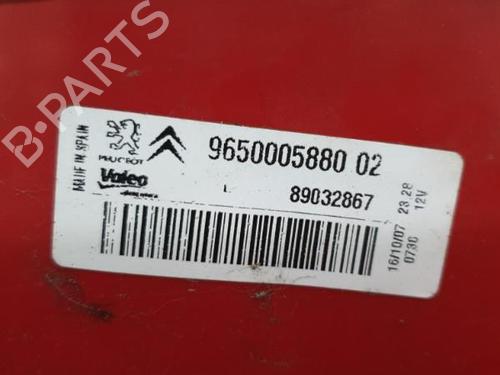 B-PARTS
MADE IN SPAIN
PEUGEOT
9650005880 02
Valeo
L
89032867
16/10/07 23 28
0730 12V